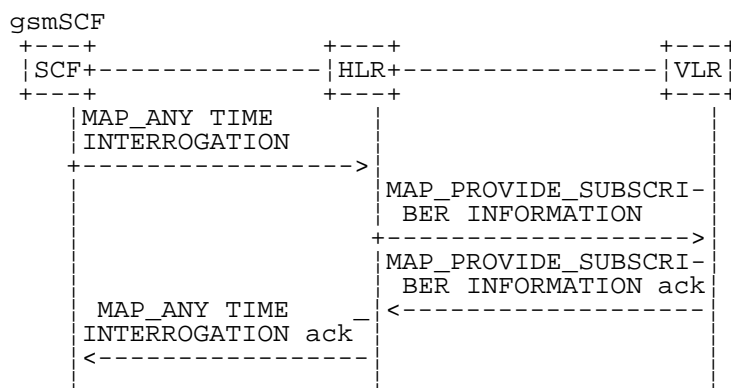 gsmSCF
SCF HLR VLR
MAP_ANY TIME
INTERROGATION
MAP_PROVIDE_SUBSCRI-
BER INFORMATION
MAP_PROVIDE_SUBSCRI-
BER INFORMATION ack
MAP_ANY TIME _
INTERROGATION ack